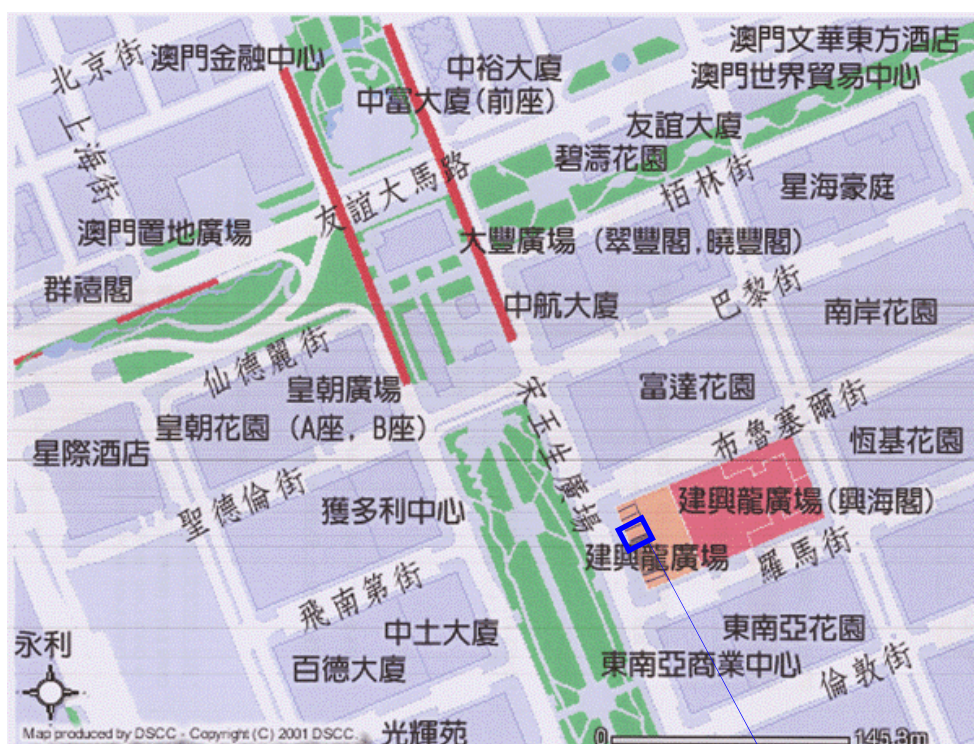 北京街
澳門金融中心
中裕大廈
中富大廈(前座)
澳門文華東方酒店
澳門世界貿易中心
上海街
友誼大廈
碧濤花園
栢林街
星海豪庭
友誼大馬路
澳門置地廣場
大豐廣場 (翠豐閣,曉豐閣)
群禧閣
中航大廈
巴黎街
南岸花園
仙德麗街
皇朝廣場
宋玉生廣場
富達花園
皇朝花園 (A座, B座)
布魯塞爾街
恆基花園
星際酒店
聖德倫街
獲多利中心
建興龍廣場(興海閣)
建興龍廣場
羅馬街
飛南第街
中土大廈
東南亞花園
永利
百德大廈
東南亞商業中心
倫敦街
光輝苑
Map produced by DSCC - Copyright (C) 2001 DSCC.
0
145.3m